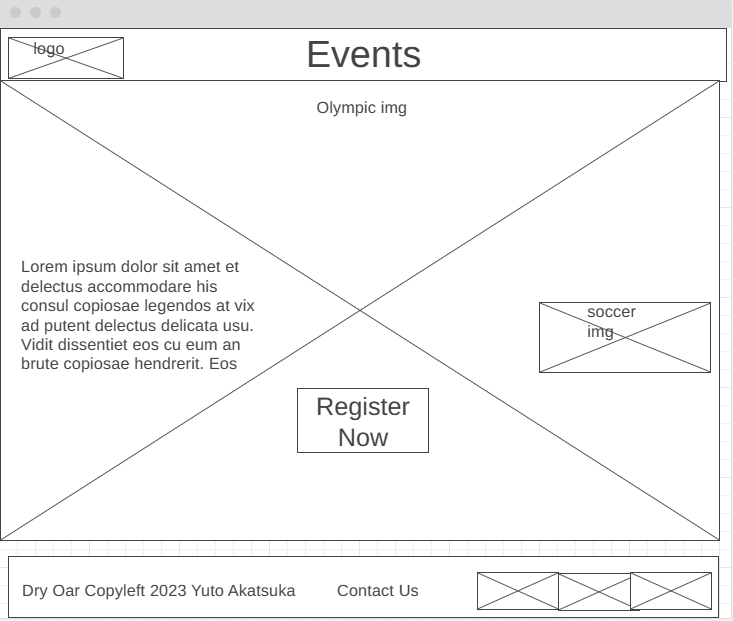 logo
Events
Olympic img
Lorem ipsum dolor sit amet et
delectus accommodare his
consul copiosae legendos at vix
ad putent delectus delicata usu.
Vidit dissentiet eos cu eum an
brute copiosae hendrerit. Eos
soccer
img
Register
Now
Dry Oar Copyleft 2023 Yuto Akatsuka
Contact Us